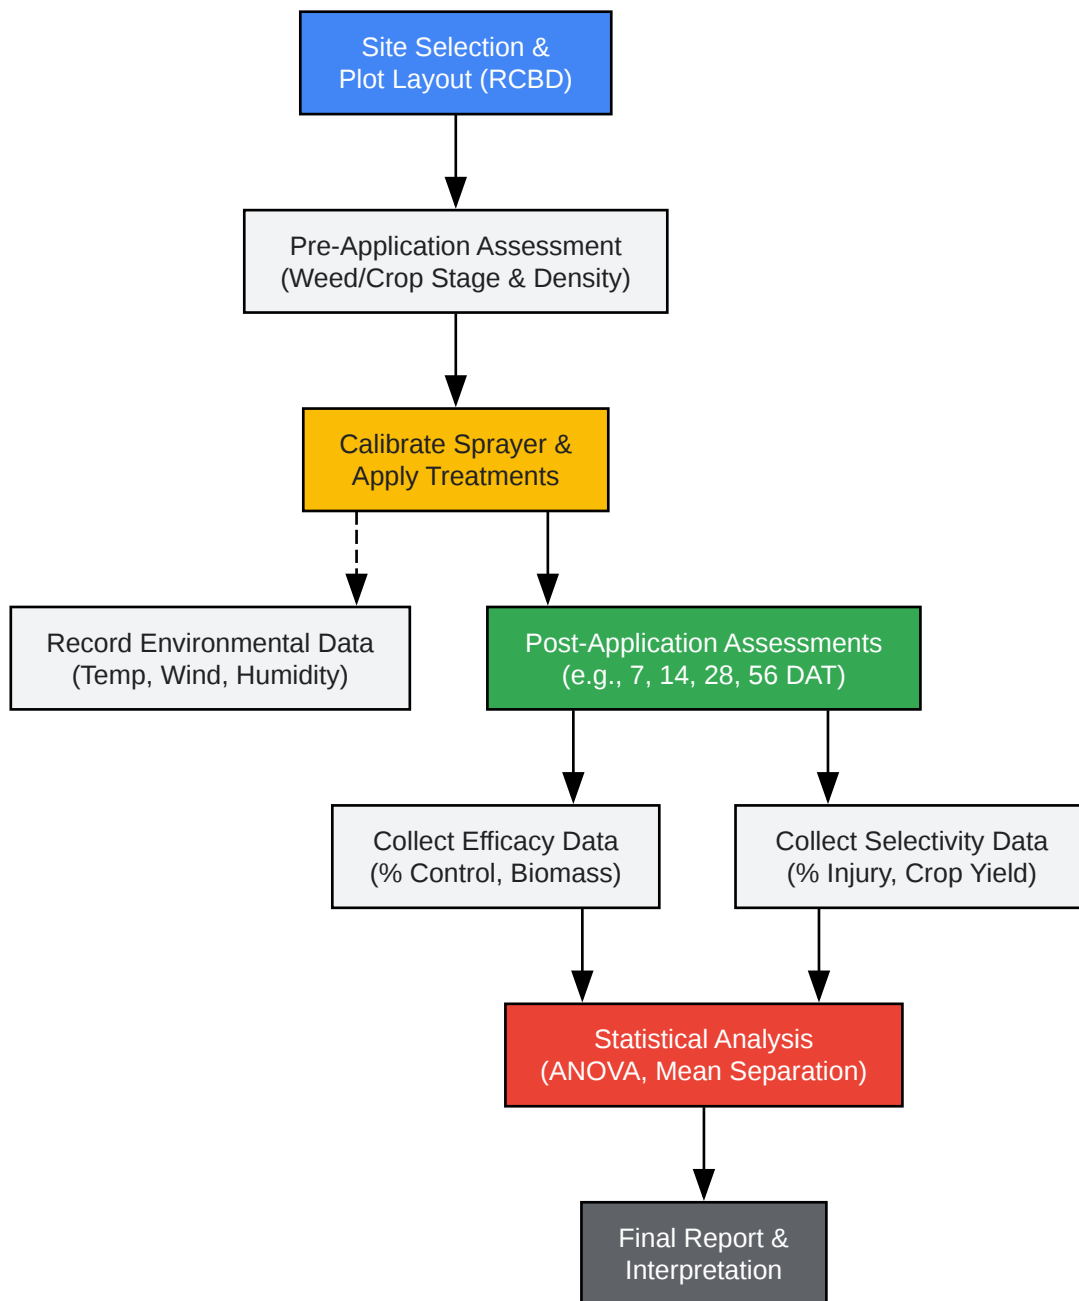 Site Selection &
Plot Layout (RCBD)
Pre-Application Assessment
(Weed/Crop Stage & Density)
Calibrate Sprayer &
Apply Treatments
Record Environmental Data
(Temp, Wind, Humidity)
Post-Application Assessments
(e.g., 7, 14, 28, 56 DAT)
Collect Efficacy Data
(% Control, Biomass)
Collect Selectivity Data
(% Injury, Crop Yield)
Statistical Analysis
(ANOVA, Mean Separation)
Final Report &
Interpretation